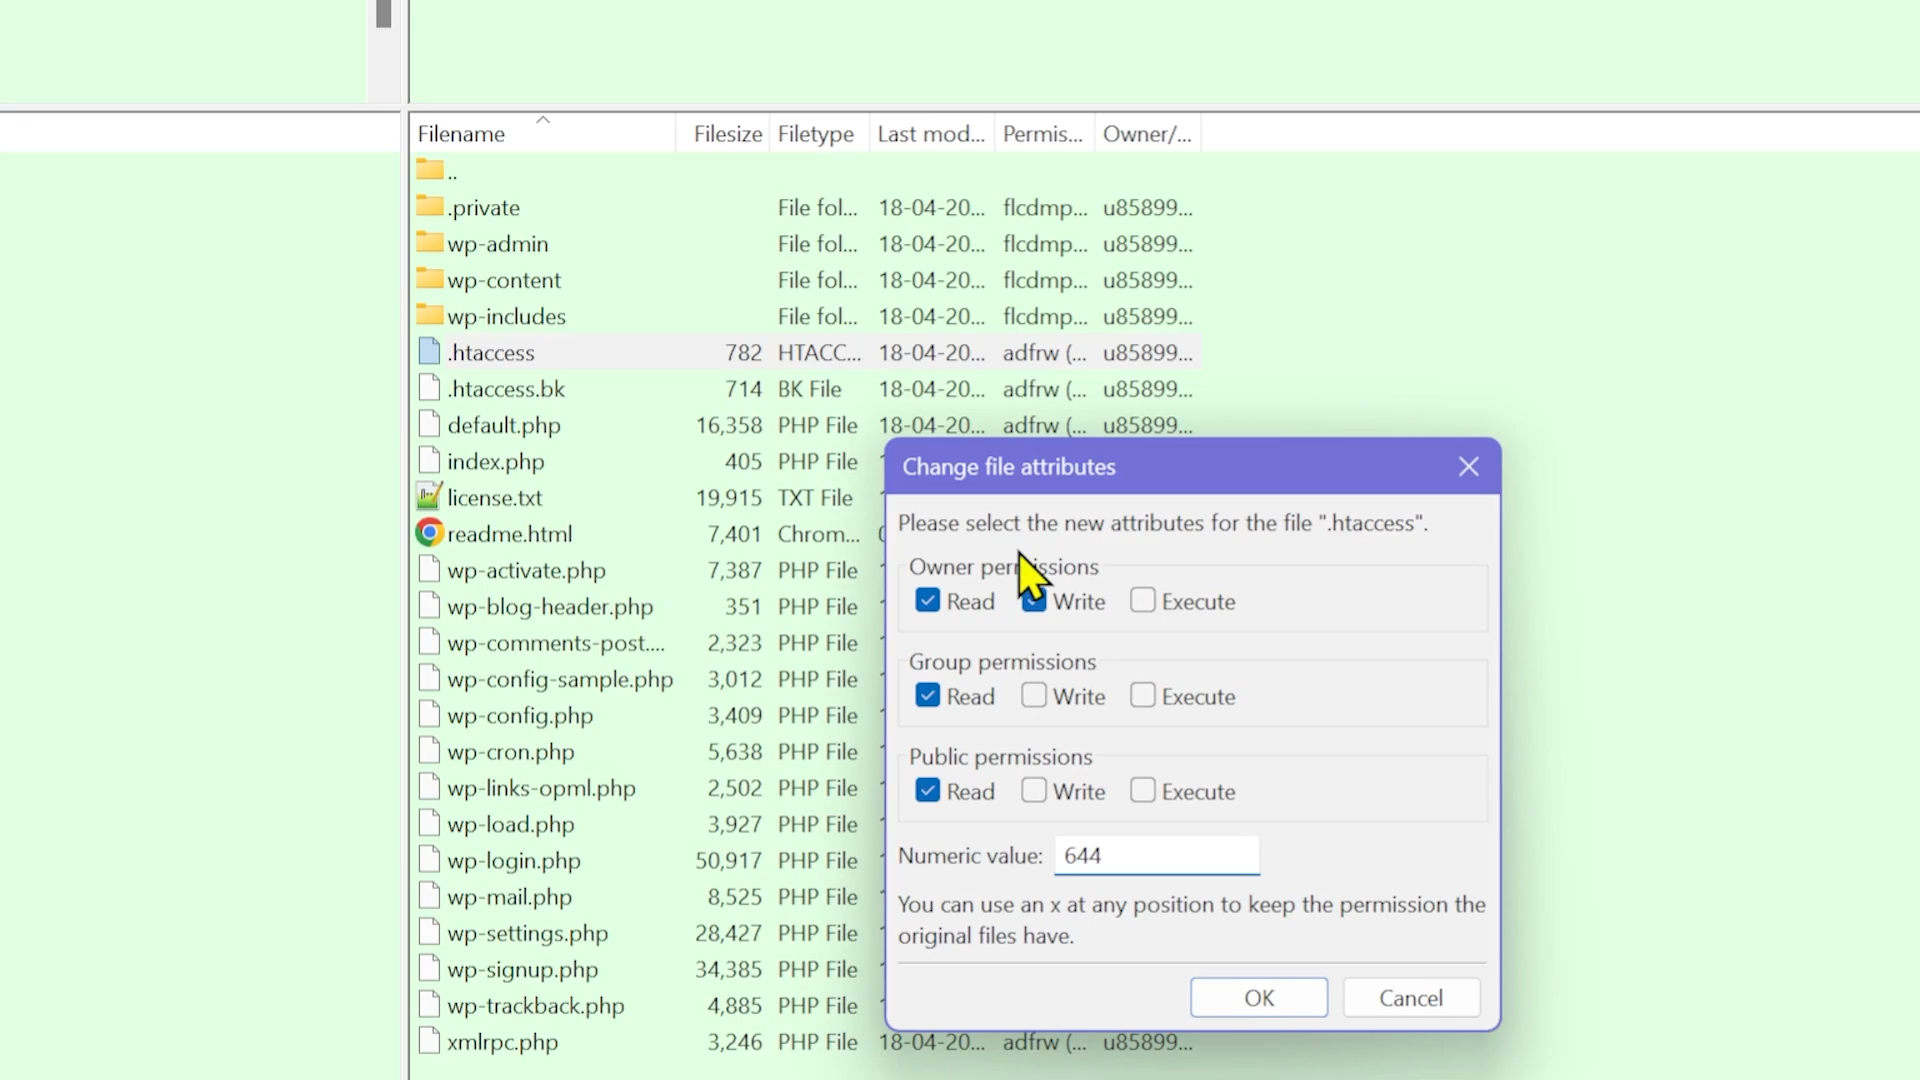 Filename Filesize Filetype Last mod... Permis... Owner/...
..
.private File fol... 18-04-20... flcdmp... u85899...
wp-admin File fol... 18-04-20... flcdmp... u85899...
wp-content File fol... 18-04-20... flcdmp... u85899...
wp-includes File fol... 18-04-20... flcdmp... u85899...
.htaccess 782 HTACC... 18-04-20... adfrw (... u85899...
.htaccess.bk 714 BK File 18-04-20... adfrw (... u85899...
default.php 16,358 PHP File 18-04-20... adfrw (... u85899...
index.php 405 PHP File
license.txt 19,915 TXT File
readme.html 7,401 Chrom...
wp-activate.php 7,387 PHP File
wp-blog-header.php 351 PHP File
wp-comments-post.... 2,323 PHP File
wp-config-sample.php 3,012 PHP File
wp-config.php 3,409 PHP File
wp-cron.php 5,638 PHP File
wp-links-opml.php 2,502 PHP File
wp-load.php 3,927 PHP File
wp-login.php 50,917 PHP File
wp-mail.php 8,525 PHP File
wp-settings.php 28,427 PHP File
wp-signup.php 34,385 PHP File
wp-trackback.php 4,885 PHP File
xmlrpc.php 3,246 PHP File 18-04-20... adfrw (... u85899...
Change file attributes
Please select the new attributes for the file ".htaccess".
Owner permissions
Read Write Execute
Group permissions
Read Write Execute
Public permissions
Read Write Execute
Numeric value: 644
You can use an x at any position to keep the permission the
original files have.
OK Cancel